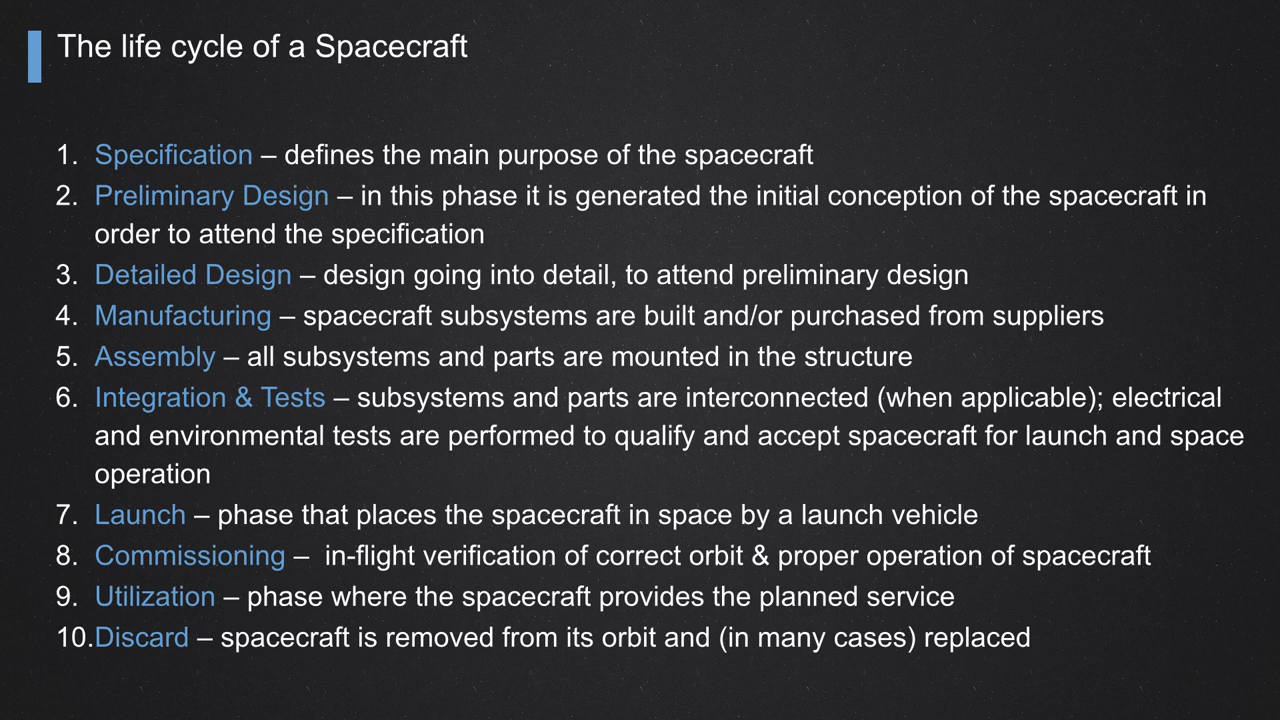 The life cycle of a Spacecraft
1. Specification – defines the main purpose of the spacecraft
2. Preliminary Design – in this phase it is generated the initial conception of the spacecraft in
order to attend the specification
3. Detailed Design – design going into detail, to attend preliminary design
4. Manufacturing – spacecraft subsystems are built and/or purchased from suppliers
5. Assembly – all subsystems and parts are mounted in the structure
6. Integration & Tests – subsystems and parts are interconnected (when applicable); electrical
and environmental tests are performed to qualify and accept spacecraft for launch and space
operation
7. Launch – phase that places the spacecraft in space by a launch vehicle
8. Commissioning –  in-flight verification of correct orbit & proper operation of spacecraft
9. Utilization – phase where the spacecraft provides the planned service
10.Discard – spacecraft is removed from its orbit and (in many cases) replaced